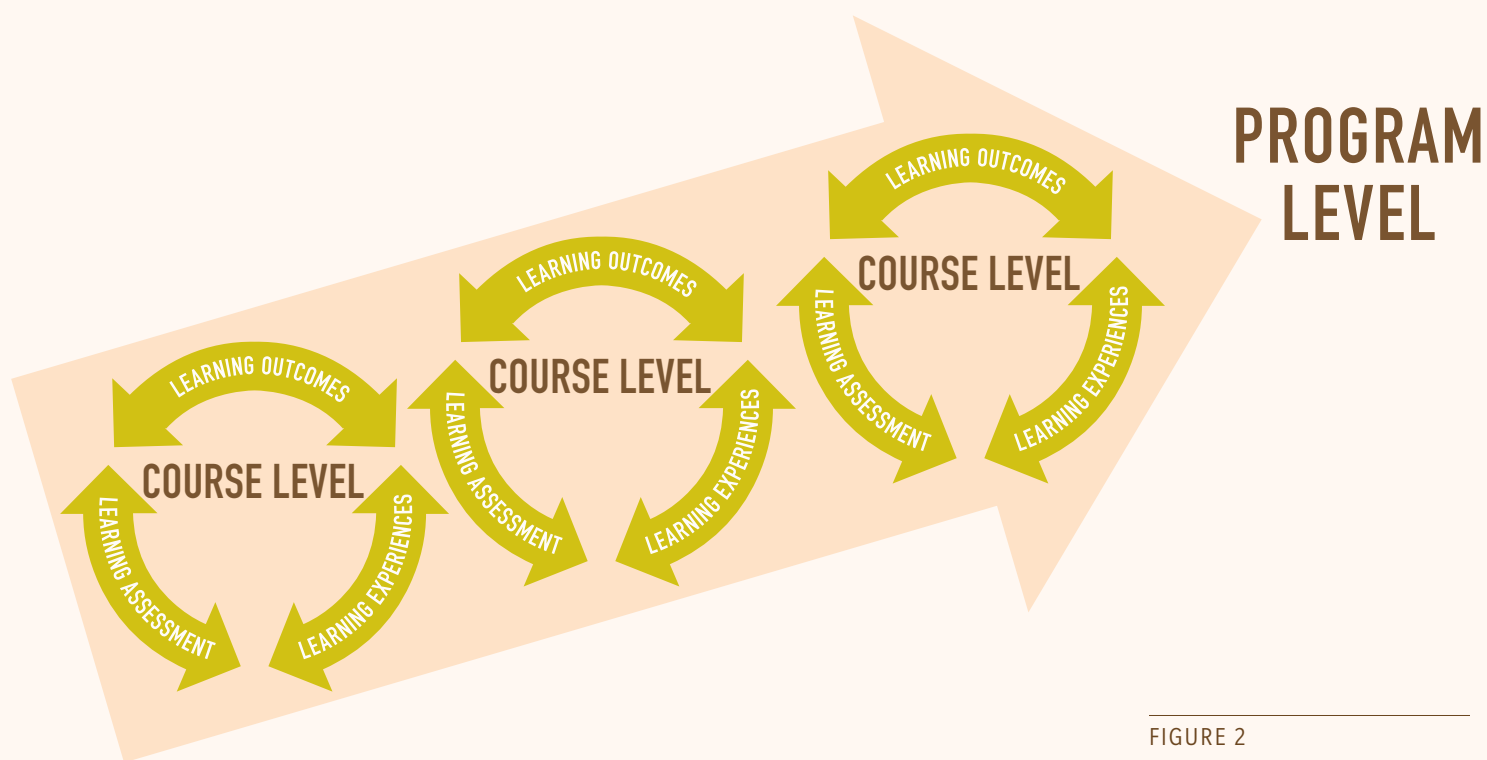 PROGRAM
LEVEL
LEARNING OUTCOMES
COURSE LEVEL
LEARNING ASSESSMENT
LEARNING EXPERIENCES
LEARNING OUTCOMES
COURSE LEVEL
LEARNING ASSESSMENT
LEARNING EXPERIENCES
LEARNING OUTCOMES
COURSE LEVEL
LEARNING ASSESSMENT
LEARNING EXPERIENCES
FIGURE 2